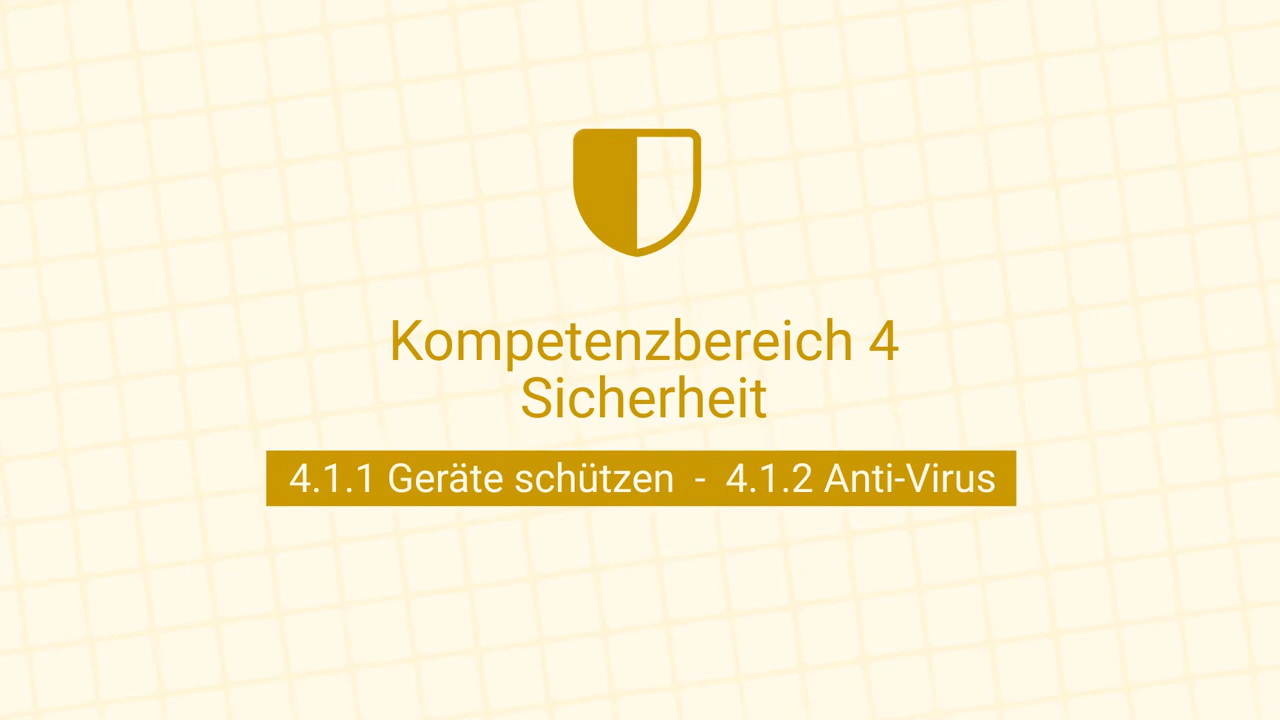 Kompetenzbereich 4
Sicherheit
4.1.1 Geräte schützen - 4.1.2 Anti-Virus